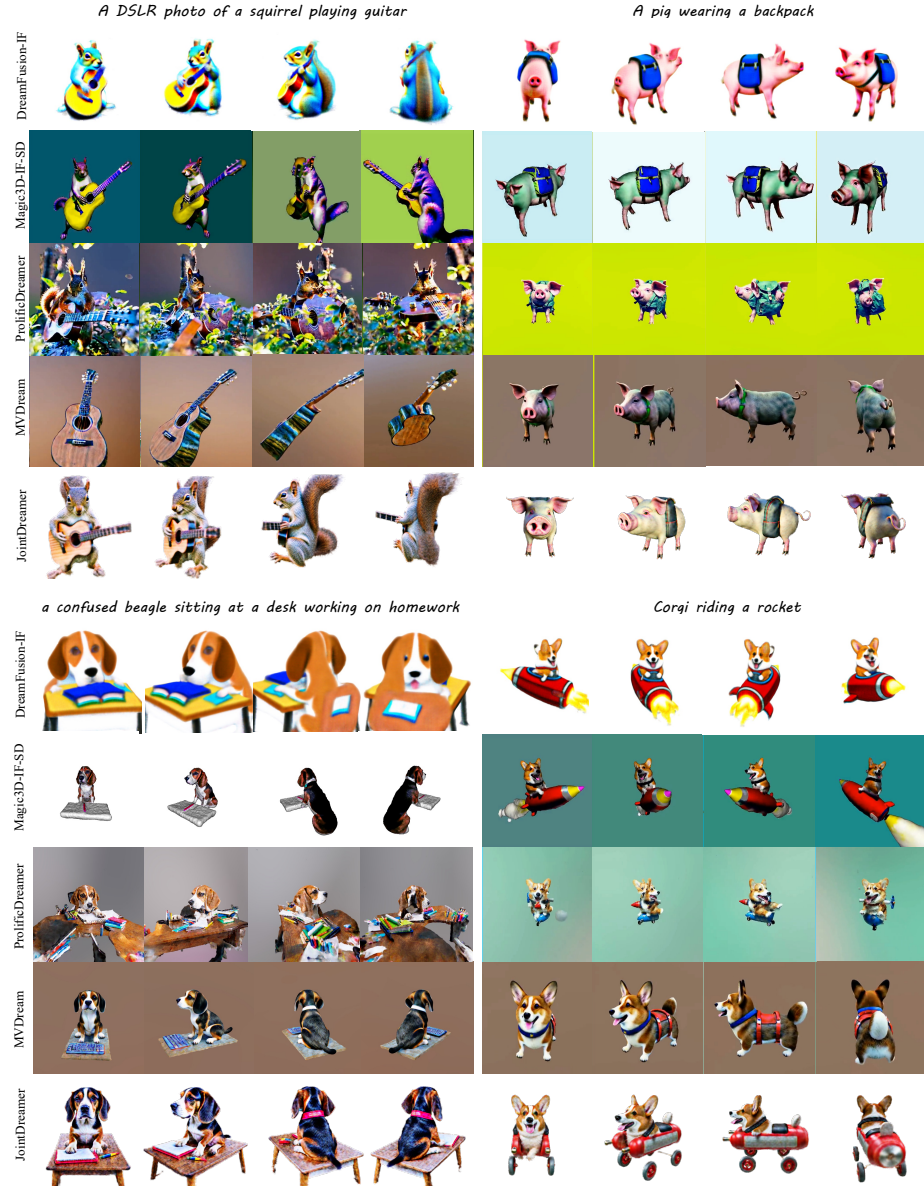 A DSLR photo of a squirrel playing guitar
A pig wearing a backpack
DreamFusion-IF
Magic3D-IF-SD
ProlificDreamer
MVDream
JointDreamer
a confused beagle sitting at a desk working on homework
Corgi riding a rocket
DreamFusion-IF
Magic3D-IF-SD
ProlificDreamer
MVDream
JointDreamer